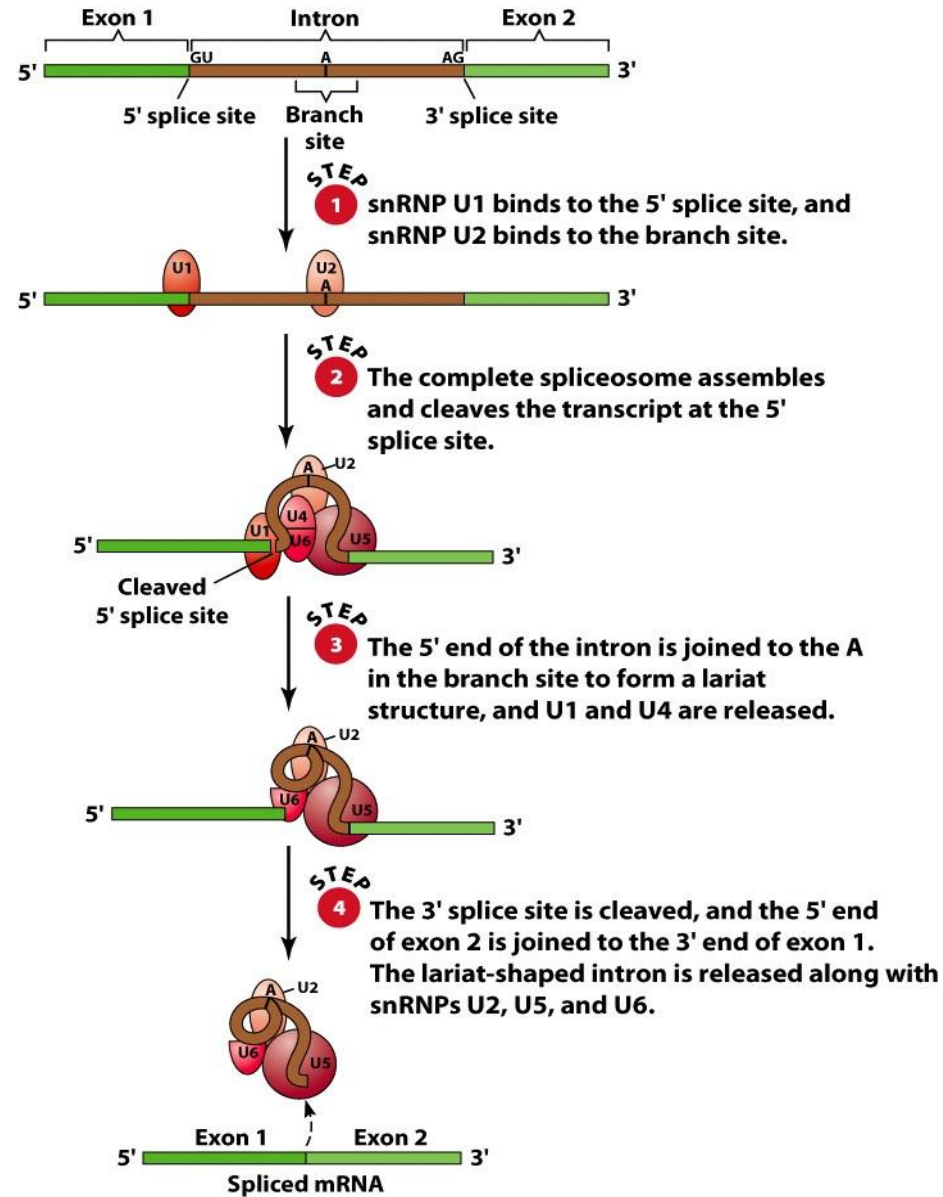 Exon 1 Intron Exon 2
GU A AG
5' 3'
5' splice site Branch site 3' splice site
STEP 1 snRNP U1 binds to the 5' splice site, and
snRNP U2 binds to the branch site.
U1 U2
A
5' 3'
STEP 2 The complete spliceosome assembles
and cleaves the transcript at the 5'
splice site.
A U2
U4
U1 U6 U5
5' 3'
Cleaved
5' splice site
STEP 3 The 5' end of the intron is joined to the A
in the branch site to form a lariat
structure, and U1 and U4 are released.
A U2
U6 U5
5' 3'
STEP 4 The 3' splice site is cleaved, and the 5' end
of exon 2 is joined to the 3' end of exon 1.
The lariat-shaped intron is released along with
snRNPs U2, U5, and U6.
A U2
U6 U5
Exon 1 Exon 2
5' 3'
Spliced mRNA